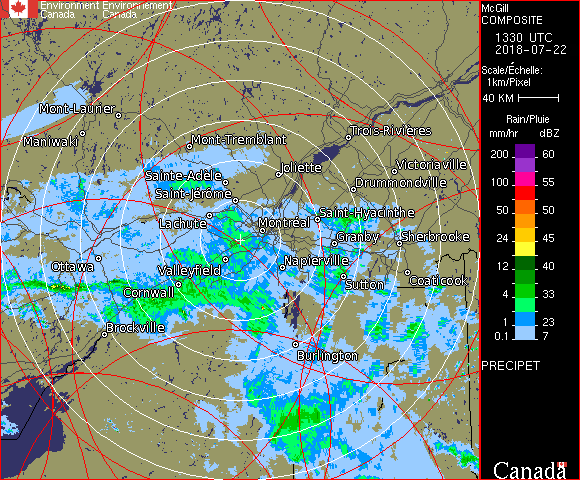 Environment Environnement
Canada Canada
McGill
COMPOSITE
1330 UTC
2018-07-22
Scale/Échelle:
1km/Pixel
40 KM
Rain/Pluie
mm/hr dBZ
200 60
100 55
50 50
24 45
12 40
4 33
1 23
0.1 7
PRECIPET
Canada
Mont-Laurier
Maniwaki
Mont-Tremblant
Trois-Rivières
Joliette
Victoriaville
Sainte-Adèle
Drummondville
Saint-Jérome
Lachute
Montréal
Saint-Hyacinthe
Granby
Sherbrooke
Ottawa
Valleyfield
Napierville
Cornwall
Sutton
Coaticook
Brockville
Burlington